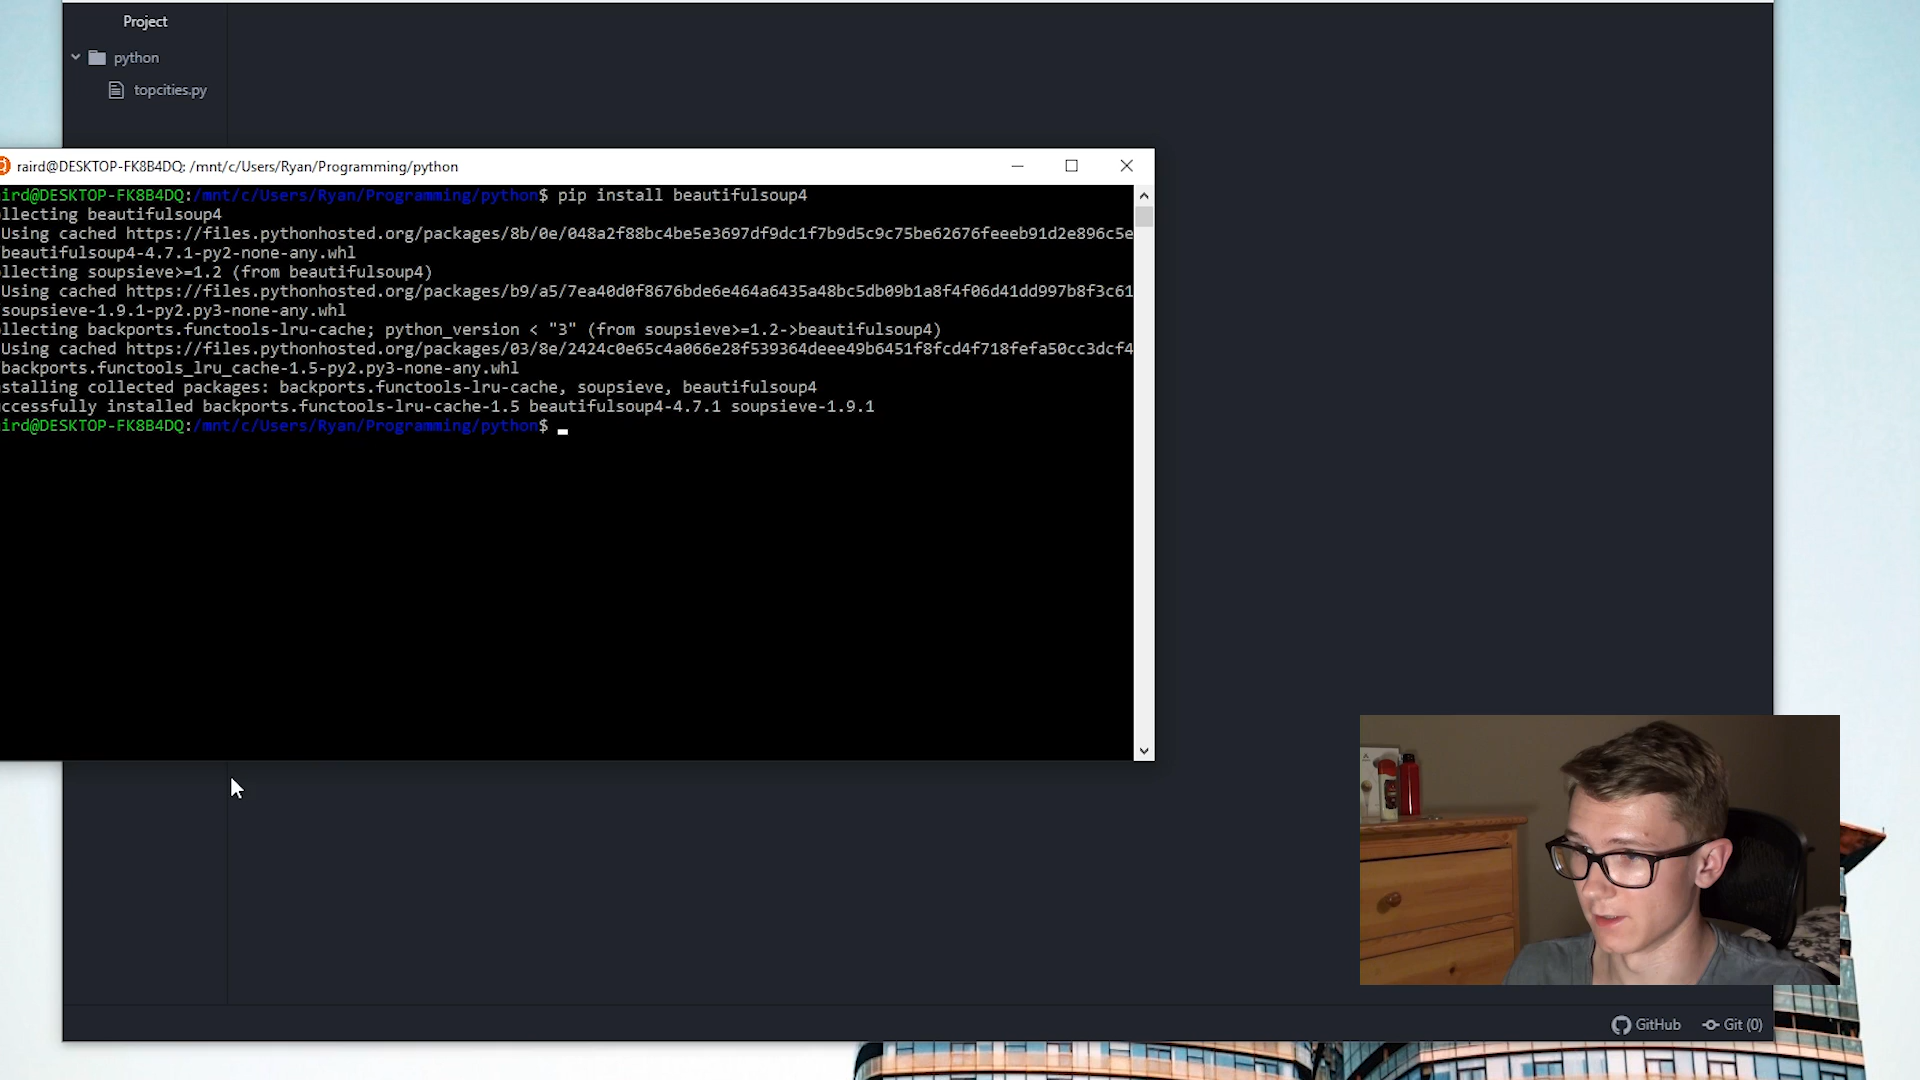 Project
python
topcities.py
raird@DESKTOP-FK8B4DQ: /mnt/c/Users/Ryan/Programming/python
ird@DESKTOP-FK8B4DQ:/mnt/c/Users/Ryan/Programming/python$ pip install beautifulsoup4
llecting beautifulsoup4
Using cached https://files.pythonhosted.org/packages/8b/0e/048a2f88bc4be5e3697df9dc1f7b9d5c9c75be62676feeeb91d2e896c5e
beautifulsoup4-4.7.1-py2-none-any.whl
llecting soupsieve>=1.2 (from beautifulsoup4)
Using cached https://files.pythonhosted.org/packages/b9/a5/7ea40d0f8676bde6e464a6435a48bc5db09b1a8f4f06d41dd997b8f3c61
soupsieve-1.9.1-py2.py3-none-any.whl
llecting backports.functools-lru-cache; python_version < "3" (from soupsieve>=1.2->beautifulsoup4)
Using cached https://files.pythonhosted.org/packages/03/8e/2424c0e65c4a066e28f539364deee49b6451f8fcd4f718fefa50cc3dcf4
backports.functools_lru_cache-1.5-py2.py3-none-any.whl
stalling collected packages: backports.functools-lru-cache, soupsieve, beautifulsoup4
ccessfully installed backports.functools-lru-cache-1.5 beautifulsoup4-4.7.1 soupsieve-1.9.1
ird@DESKTOP-FK8B4DQ:/mnt/c/Users/Ryan/Programming/python$
GitHub
Git (0)